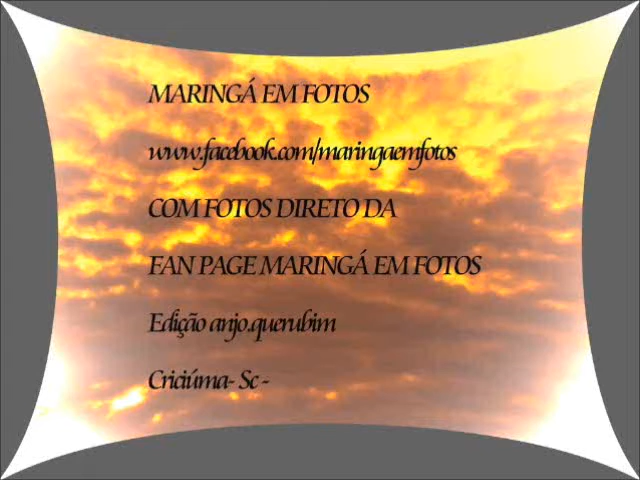 MARINGÁ EM FOTOS
www.facebook.com/maringaemfotos
COM FOTOS DIRETO DA
FAN PAGE MARINGÁ EM FOTOS
Edição anjo.querubim
Criciúma- Sc -